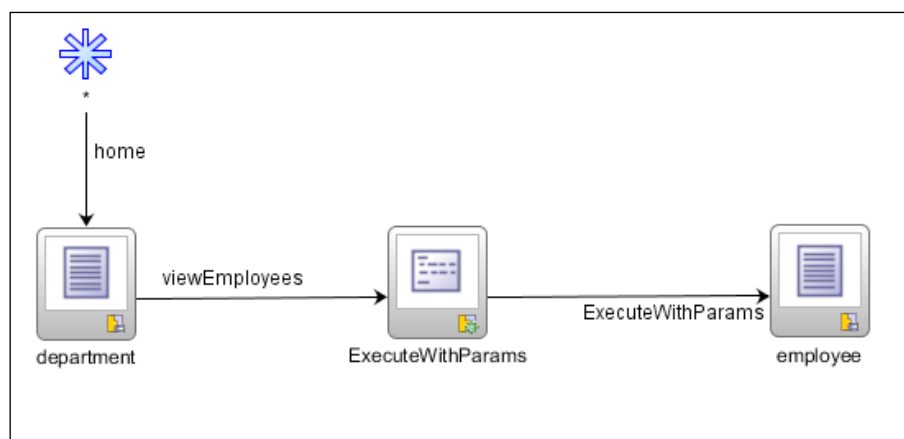 *
home
viewEmployees
ExecuteWithParams
department
ExecuteWithParams
employee